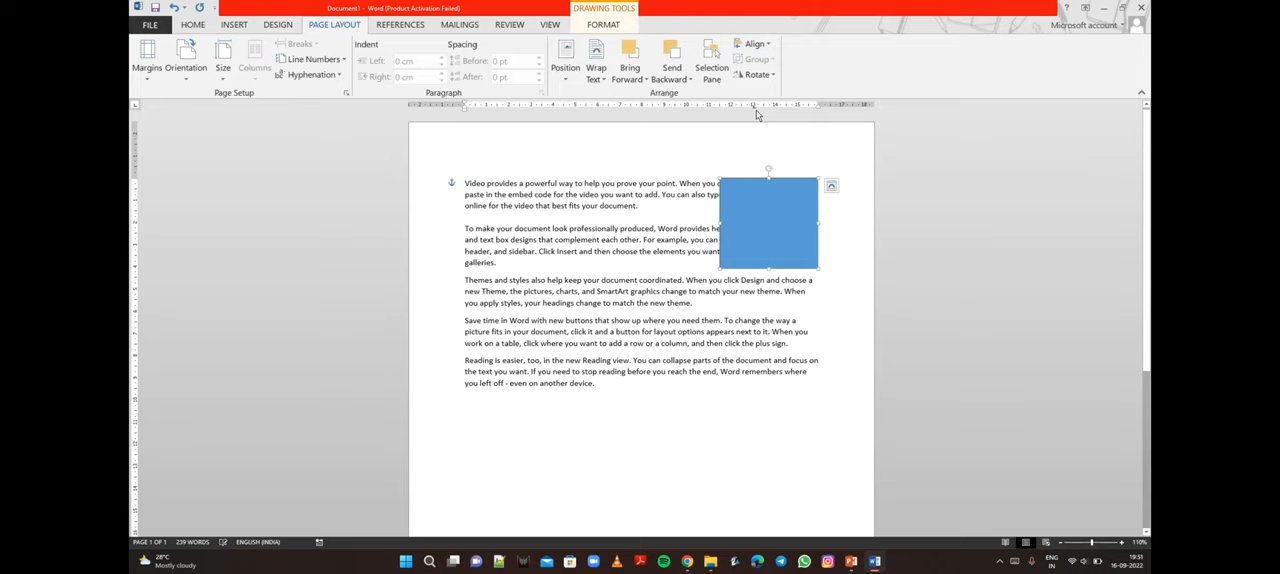 Document1 - Word (Product Activation Failed)
DRAWING TOOLS
FILE HOME INSERT DESIGN PAGE LAYOUT REFERENCES MAILINGS REVIEW VIEW FORMAT
Microsoft account
Margins Orientation Size Columns
Breaks
Line Numbers
Hyphenation
Page Setup
Indent Spacing
Left: 0 cm Before: 0 pt
Right: 0 cm After: 0 pt
Paragraph
Position Wrap Text Bring Forward Send Backward Selection Pane
Align
Group
Rotate
Arrange
Video provides a powerful way to help you prove your point. When you c
paste in the embed code for the video you want to add. You can also typ
online for the video that best fits your document.
To make your document look professionally produced, Word provides he
and text box designs that complement each other. For example, you can
header, and sidebar. Click Insert and then choose the elements you want
galleries.
Themes and styles also help keep your document coordinated. When you click Design and choose a
new Theme, the pictures, charts, and SmartArt graphics change to match your new theme. When
you apply styles, your headings change to match the new theme.
Save time in Word with new buttons that show up where you need them. To change the way a
picture fits in your document, click it and a button for layout options appears next to it. When you
work on a table, click where you want to add a row or a column, and then click the plus sign.
Reading is easier, too, in the new Reading view. You can collapse parts of the document and focus on
the text you want. If you need to stop reading before you reach the end, Word remembers where
you left off - even on another device.
PAGE 1 OF 1 239 WORDS ENGLISH (INDIA) 110%
28°C
Mostly cloudy
ENG
IN
19:51
16-09-2022